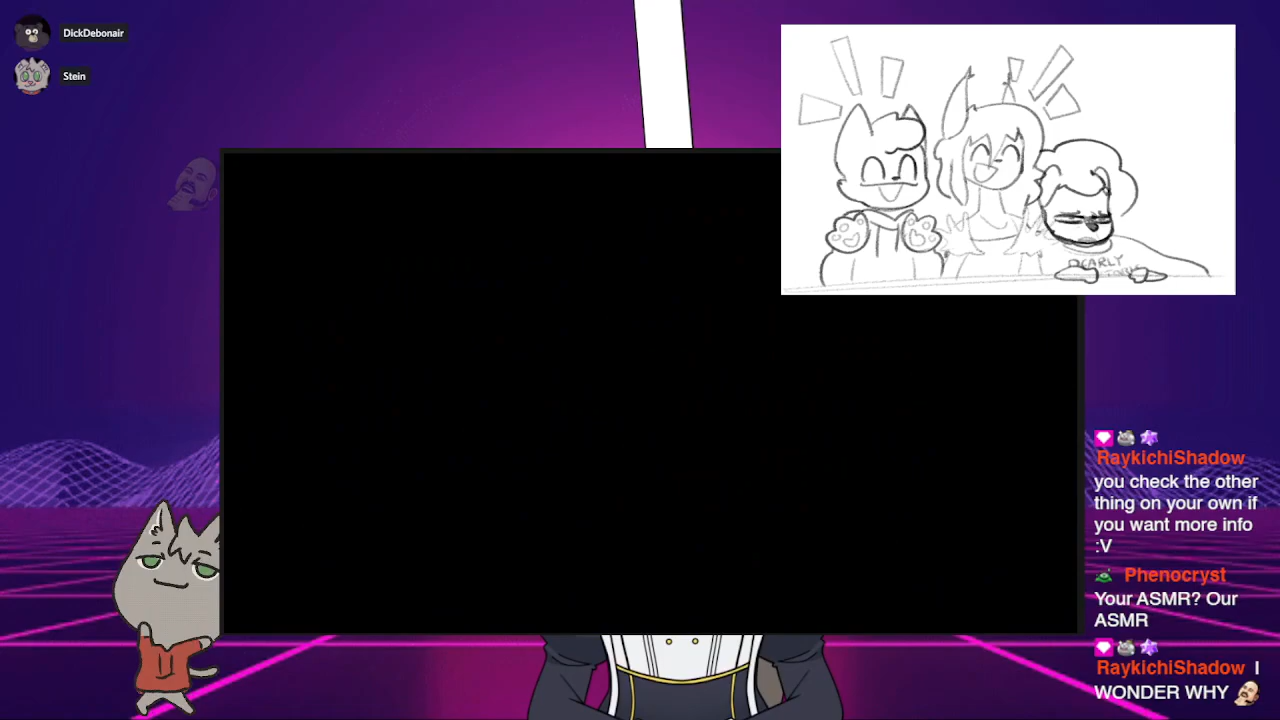 DickDebonair
Stein
RaykichiShadow
you check the other
thing on your own if
you want more info
:V
Phenocryst
Your ASMR? Our
ASMR
RaykichiShadow I
WONDER WHY